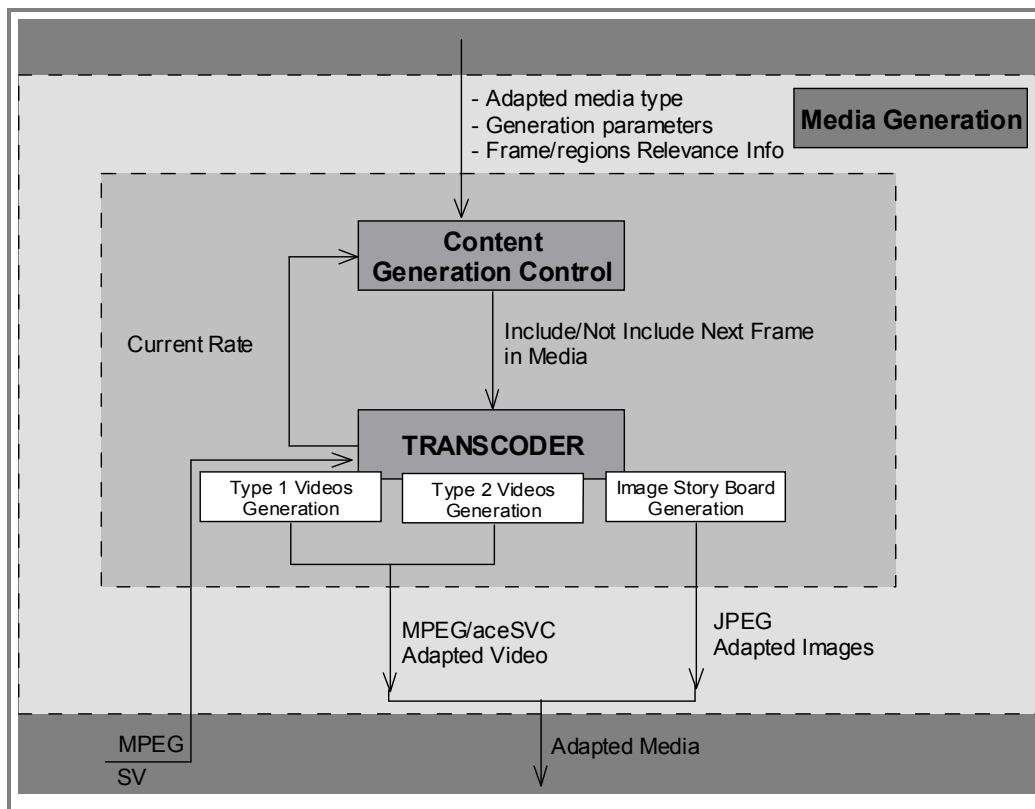 - Adapted media type
- Generation parameters
- Frame/regions Relevance Info
Media Generation
Content
Generation Control
Current Rate
Include/Not Include Next Frame
in Media
TRANSCODER
Type 1 Videos
Generation
Type 2 Videos
Generation
Image Story Board
Generation
MPEG/aceSVC
Adapted Video
JPEG
Adapted Images
MPEG
SV
Adapted Media